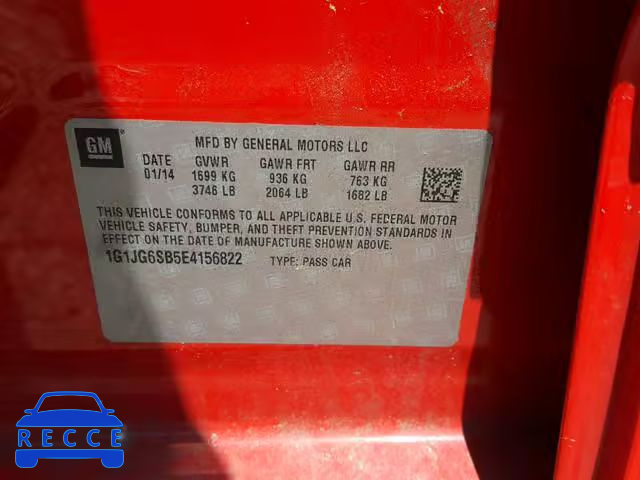 GM
MFD BY GENERAL MOTORS LLC
DATE GVWR GAWR FRT GAWR RR
01/14 1699 KG 936 KG 763 KG
3746 LB 2064 LB 1682 LB
THIS VEHICLE CONFORMS TO ALL APPLICABLE U.S. FEDERAL MOTOR
VEHICLE SAFETY, BUMPER, AND THEFT PREVENTION STANDARDS IN
EFFECT ON THE DATE OF MANUFACTURE SHOWN ABOVE.
1G1JG6SB5E4156822 TYPE: PASS CAR
RECCE